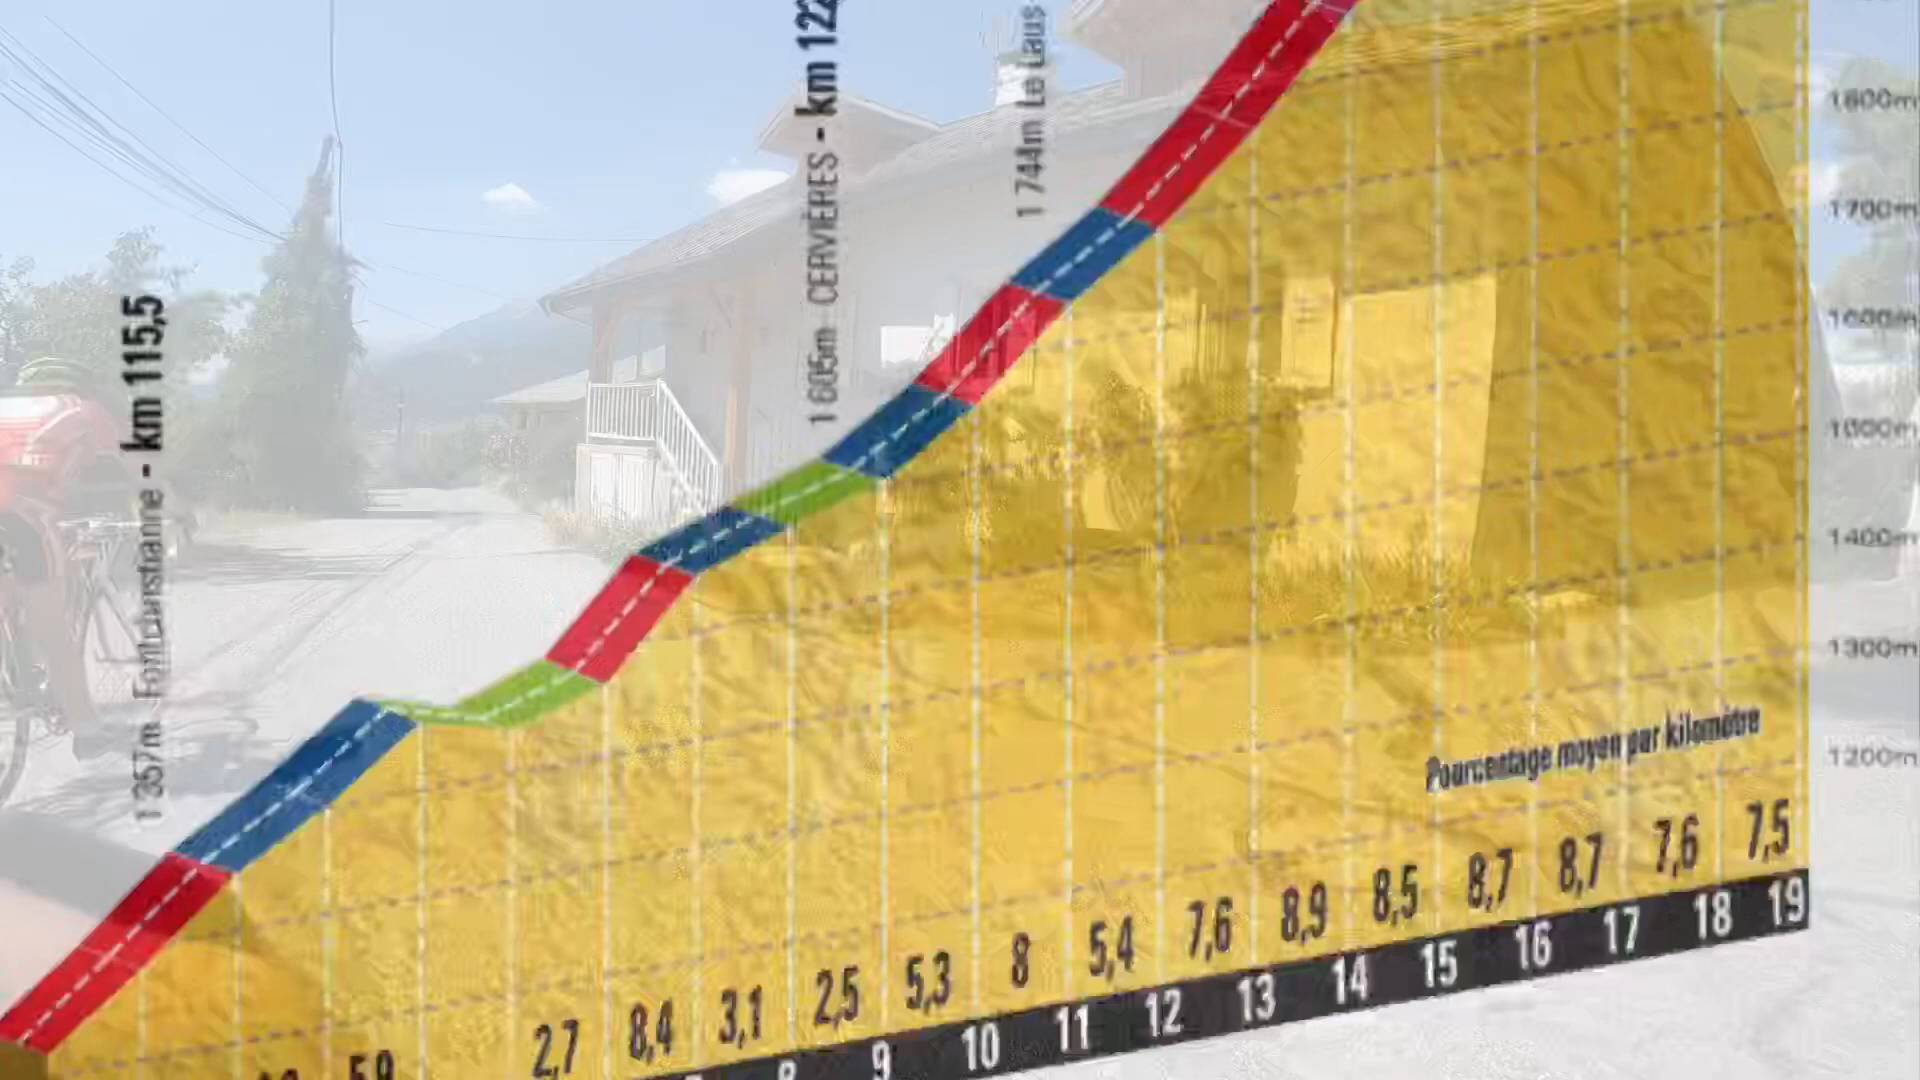 1 357m Fontchristianne - km 115,5
1 605m CERVIÈRES - km 122
1 744m Le Laus
1800m
1700m
1600m
1500m
1400m
1300m
1200m
Pourcentage moyen par kilomètre
5,9 2,7 8,4 3,1 2,5 5,3 8 5,4 7,6 8,9 8,5 8,7 8,7 7,6 7,5
8 9 10 11 12 13 14 15 16 17 18 19